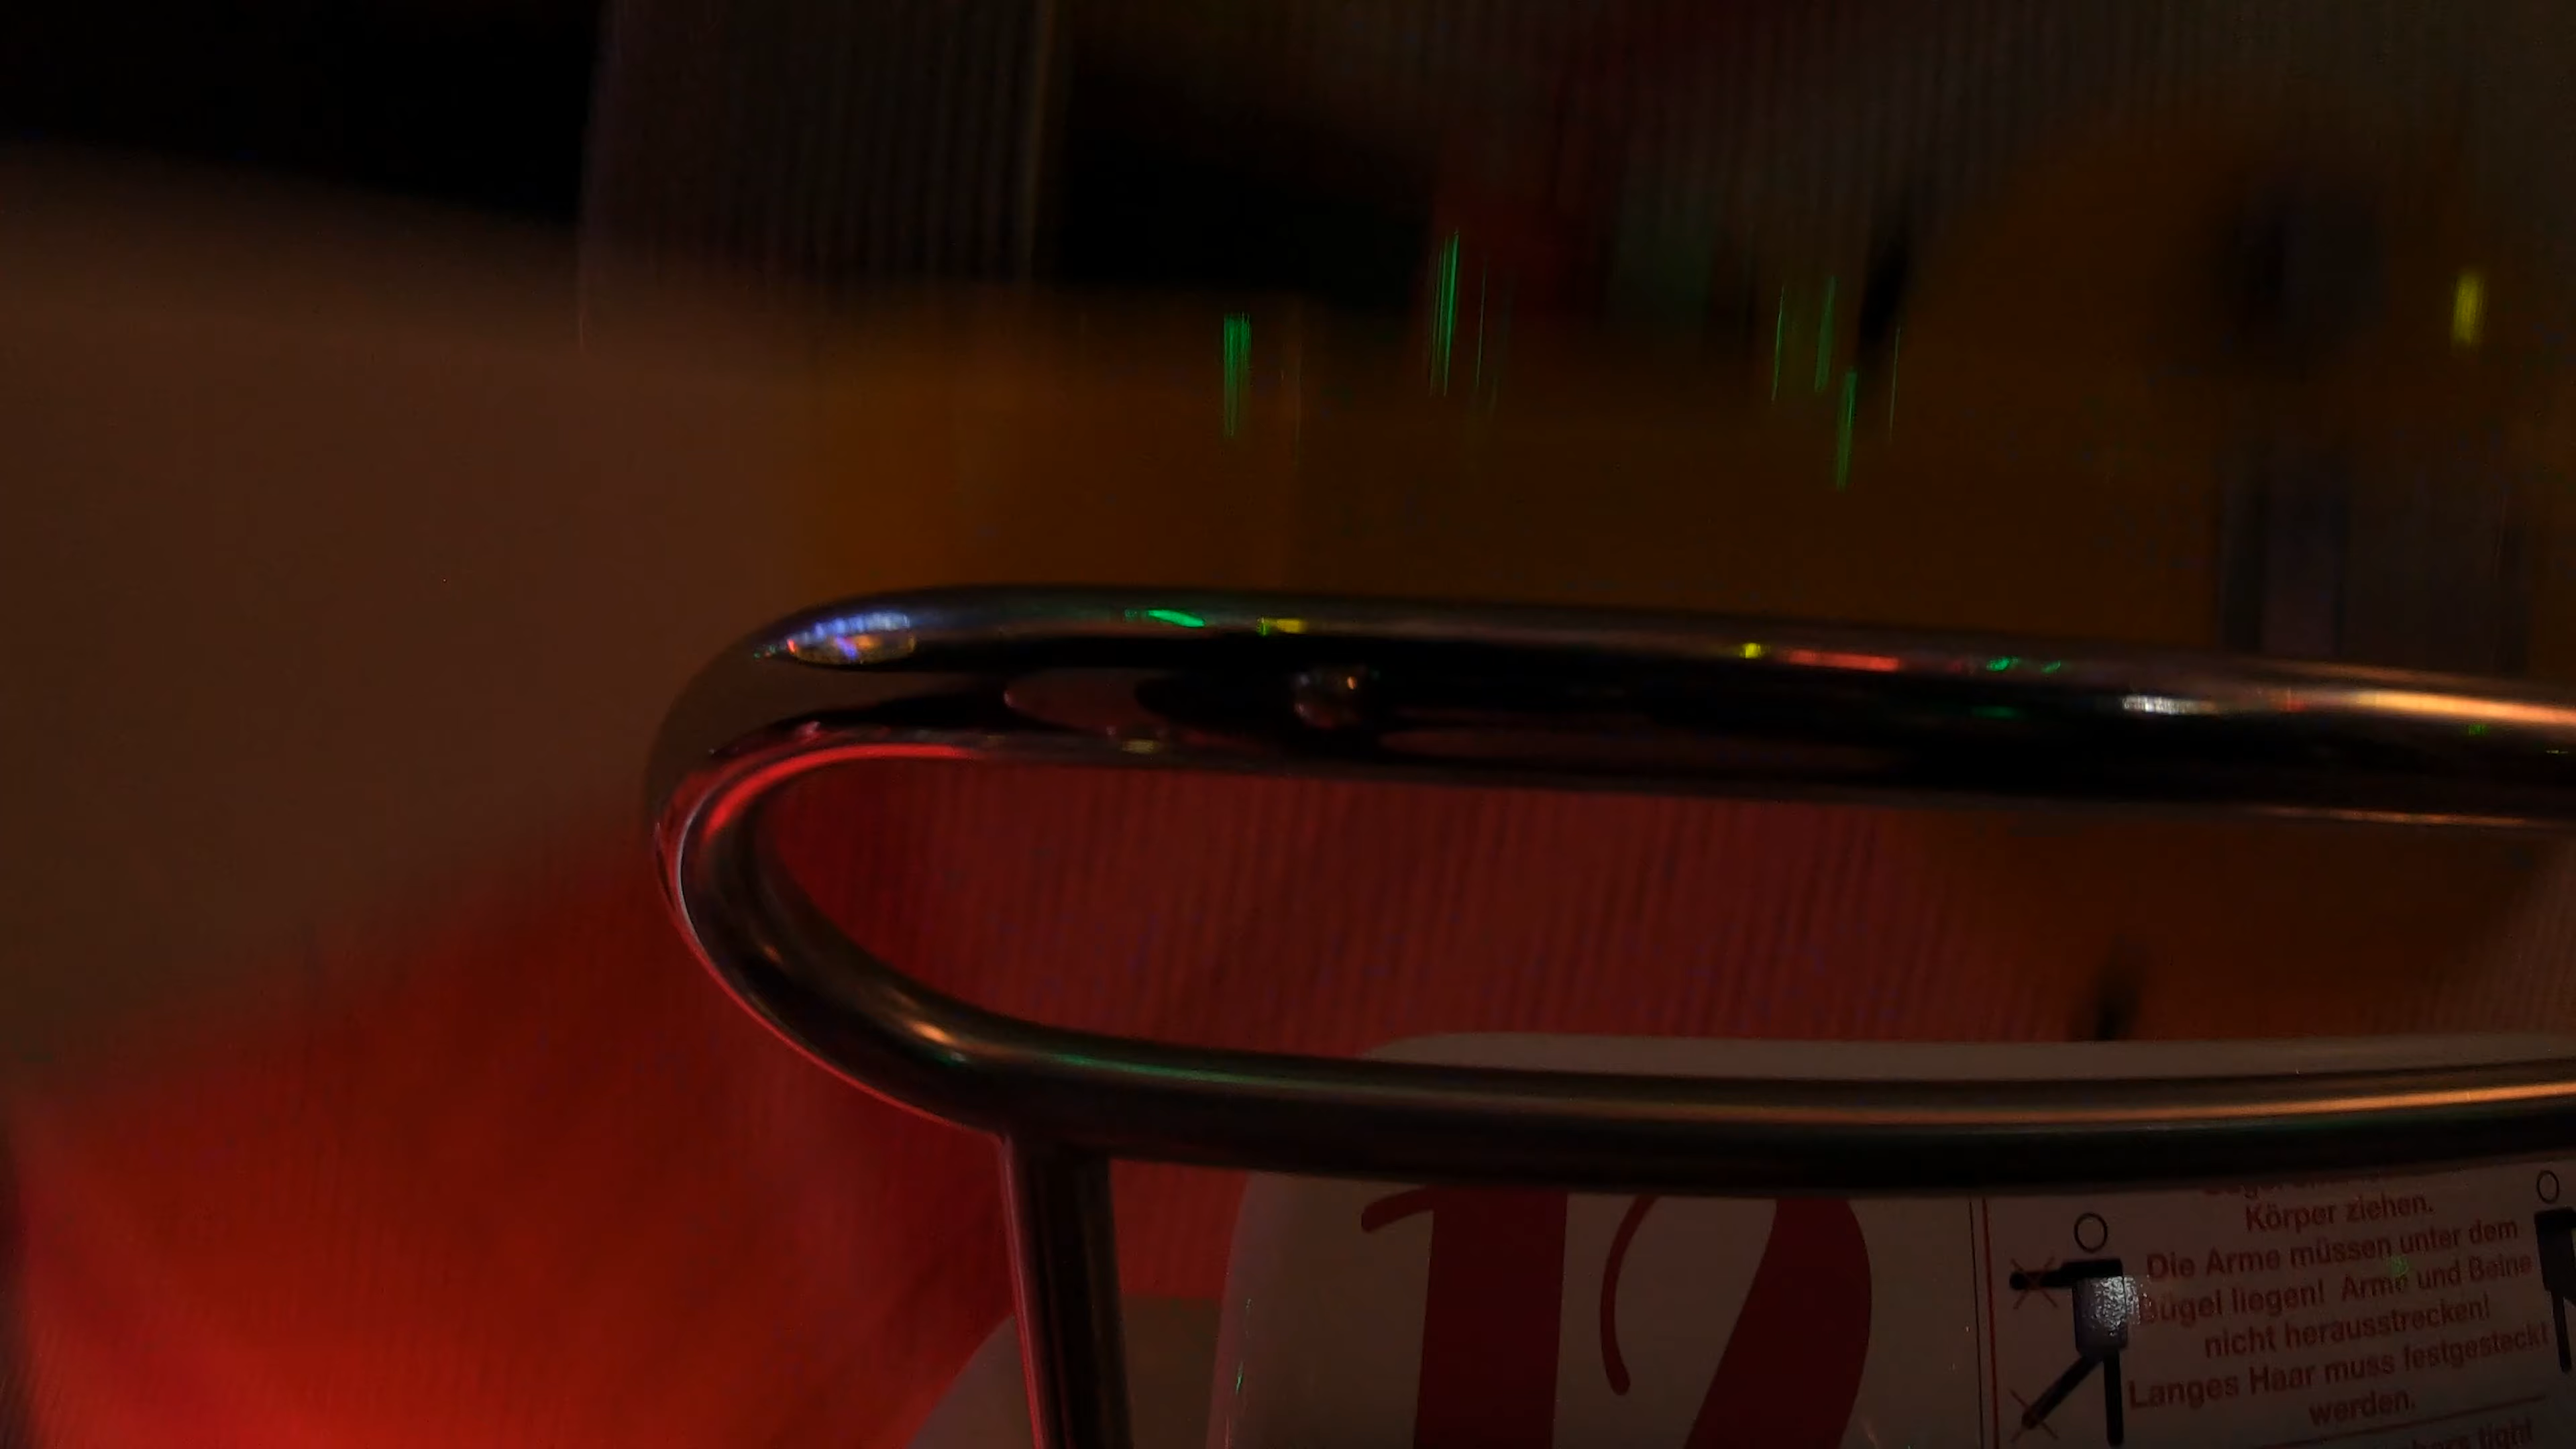 12
Körper ziehen.
Die Arme müssen unter dem
Bügel liegen! Arme und Beine
nicht herausstrecken!
Langes Haar muss festgesteckt
werden.